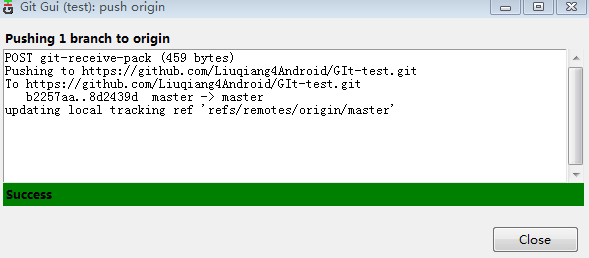 Git Gui (test): push origin
Pushing 1 branch to origin
POST git-receive-pack (459 bytes)
Pushing to https://github.com/Liuqiang4Android/GIt-test.git
To https://github.com/Liuqiang4Android/GIt-test.git
   b2257aa..8d2439d  master -> master
updating local tracking ref 'refs/remotes/origin/master'
Success
Close